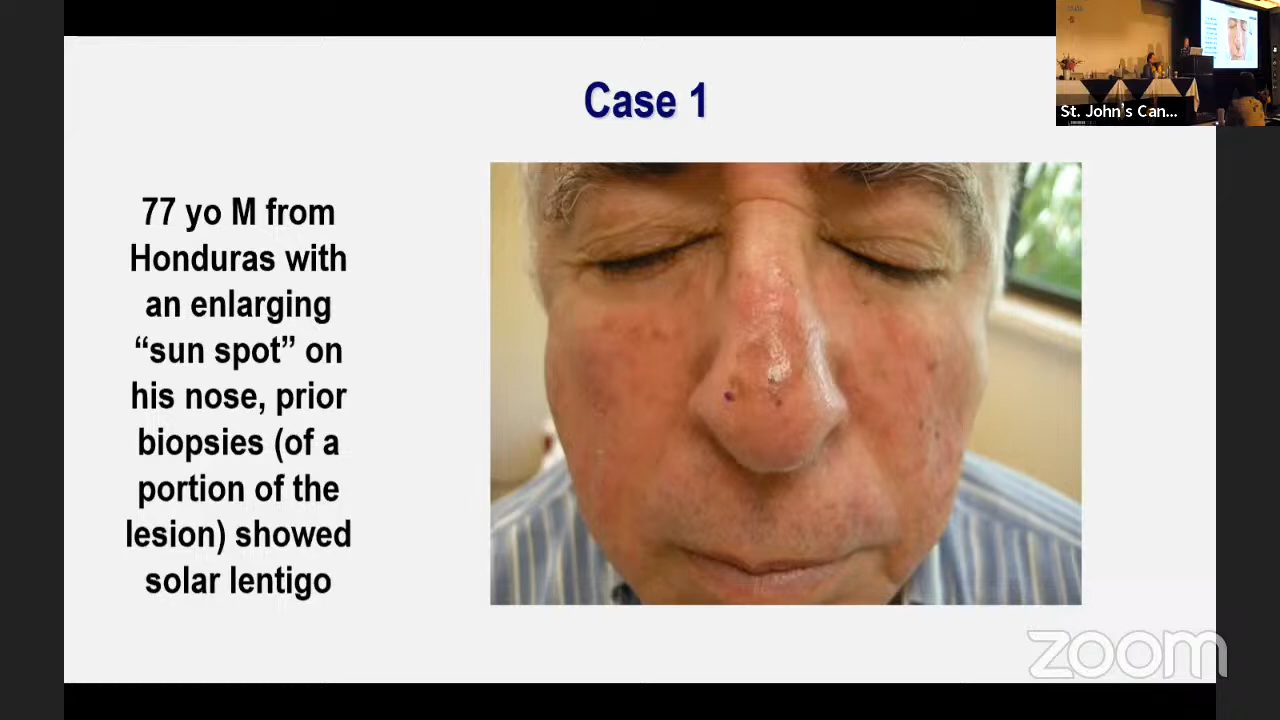 Case 1
St. John's Can...
77 yo M from
Honduras with
an enlarging
“sun spot” on
his nose, prior
biopsies (of a
portion of the
lesion) showed
solar lentigo
zoom